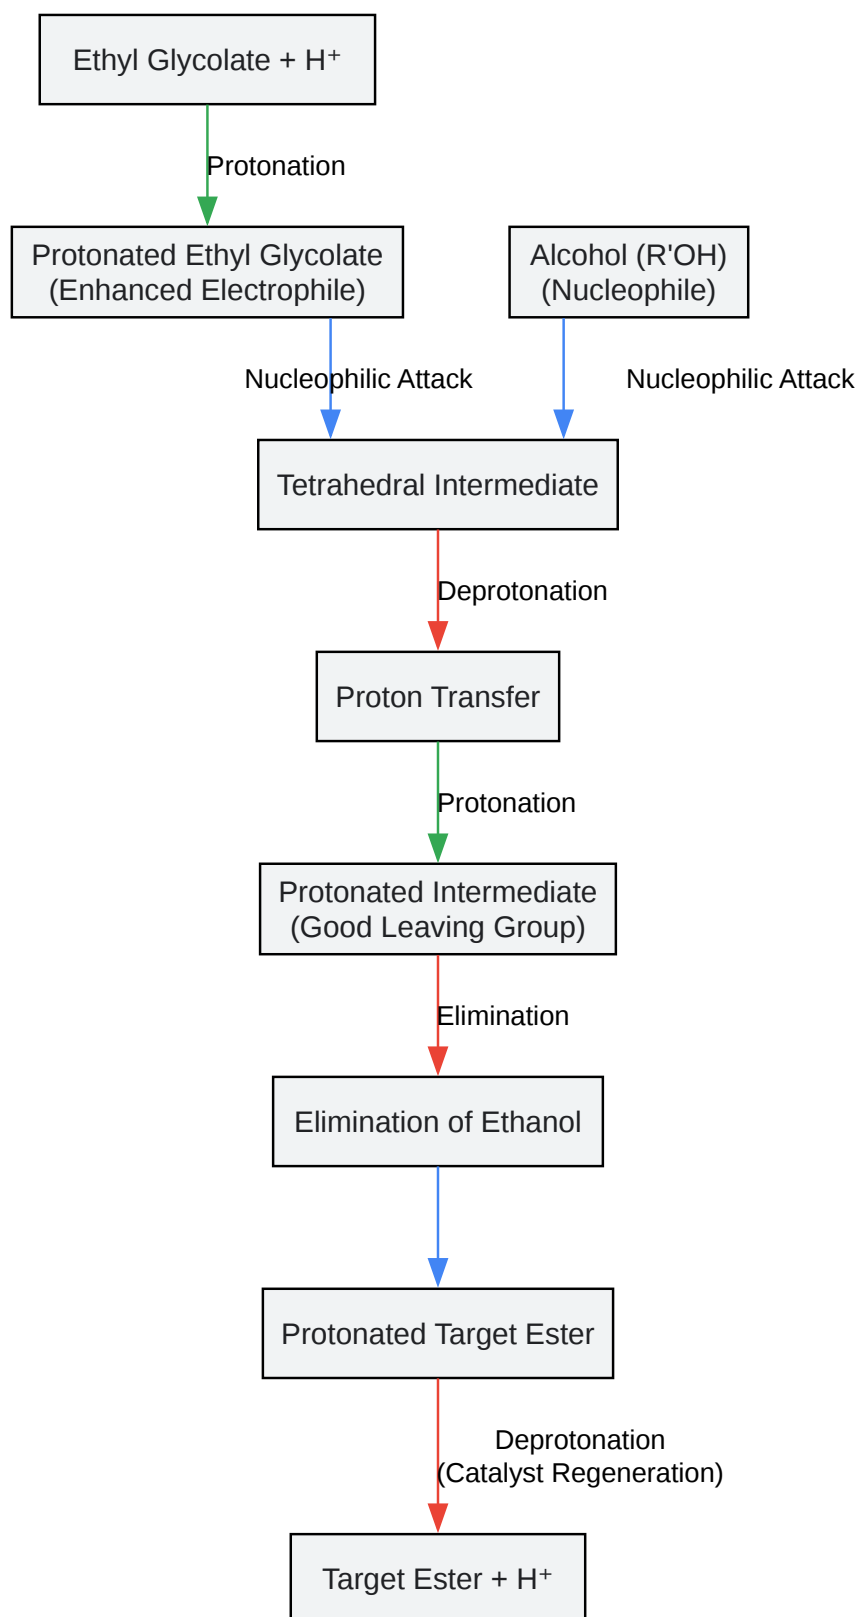 Ethyl Glycolate + H⁺
Protonation
Protonated Ethyl Glycolate
(Enhanced Electrophile)
Alcohol (R'OH)
(Nucleophile)
Nucleophilic Attack
Nucleophilic Attack
Tetrahedral Intermediate
Deprotonation
Proton Transfer
Protonation
Protonated Intermediate
(Good Leaving Group)
Elimination
Elimination of Ethanol
Protonated Target Ester
Deprotonation
(Catalyst Regeneration)
Target Ester + H⁺